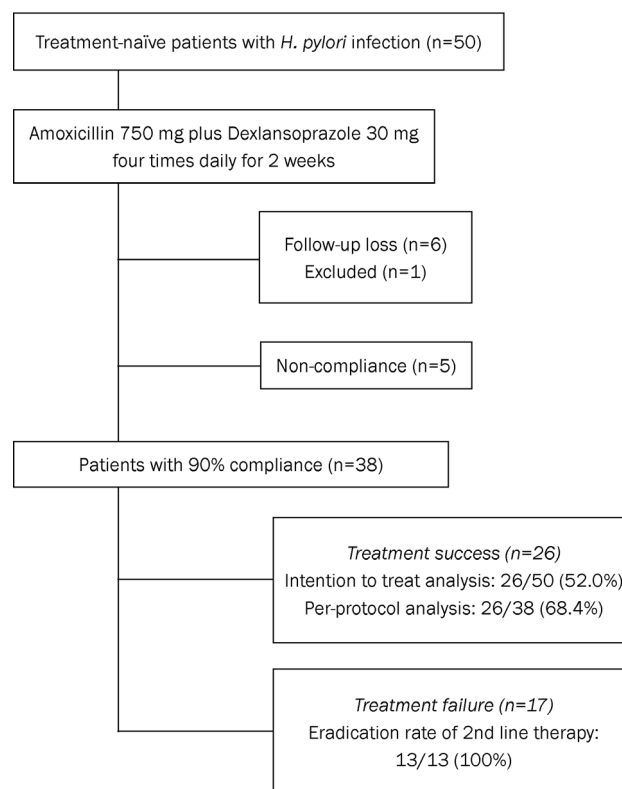 Treatment-naïve patients with H. pylori infection (n=50)
Amoxicillin 750 mg plus Dexlansoprazole 30 mg
four times daily for 2 weeks
Follow-up loss (n=6)
Excluded (n=1)
Non-compliance (n=5)
Patients with 90% compliance (n=38)
Treatment success (n=26)
Intention to treat analysis: 26/50 (52.0%)
Per-protocol analysis: 26/38 (68.4%)
Treatment failure (n=17)
Eradication rate of 2nd line therapy:
13/13 (100%)